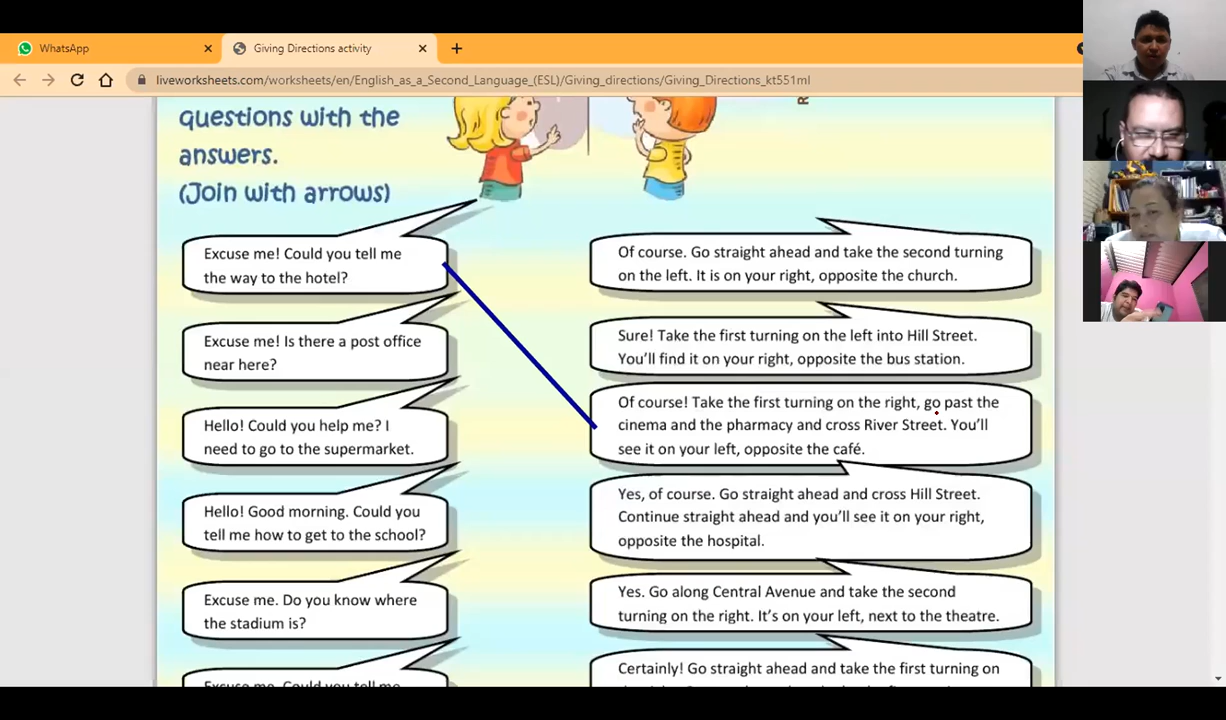 WhatsApp
Giving Directions activity
liveworksheets.com/worksheets/en/English_as_a_Second_Language_(ESL)/Giving_directions/Giving_Directions_kt551ml
questions with the
answers.
(Join with arrows)
Excuse me! Could you tell me
the way to the hotel?
Excuse me! Is there a post office
near here?
Hello! Could you help me? I
need to go to the supermarket.
Hello! Good morning. Could you
tell me how to get to the school?
Excuse me. Do you know where
the stadium is?
Excuse me. Could you tell me
Of course. Go straight ahead and take the second turning
on the left. It is on your right, opposite the church.
Sure! Take the first turning on the left into Hill Street.
You'll find it on your right, opposite the bus station.
Of course! Take the first turning on the right, go past the
cinema and the pharmacy and cross River Street. You'll
see it on your left, opposite the café.
Yes, of course. Go straight ahead and cross Hill Street.
Continue straight ahead and you'll see it on your right,
opposite the hospital.
Yes. Go along Central Avenue and take the second
turning on the right. It's on your left, next to the theatre.
Certainly! Go straight ahead and take the first turning on